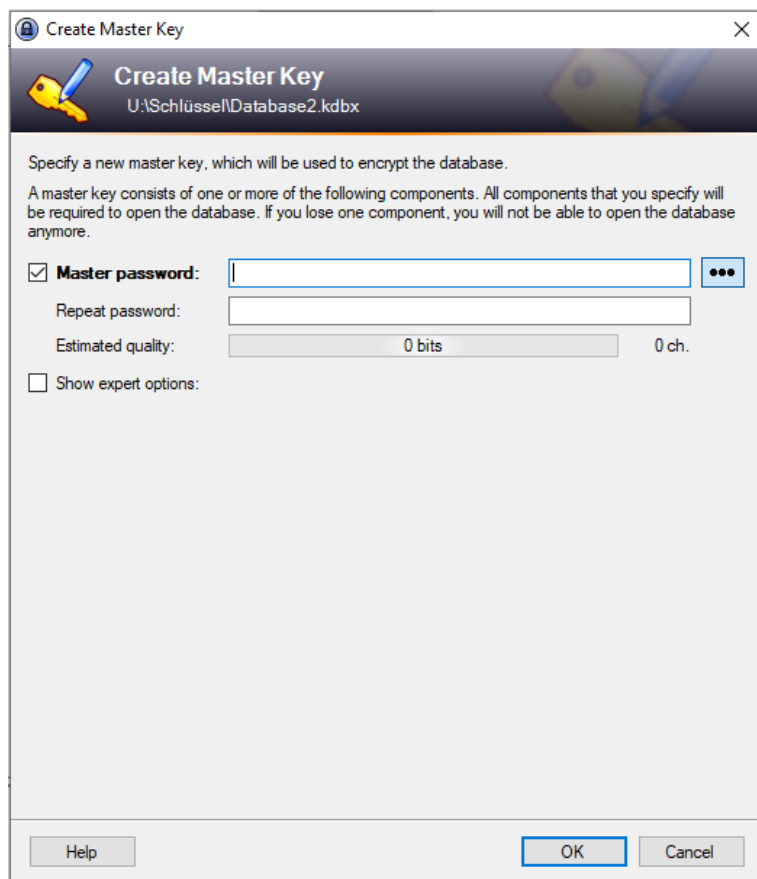 Create Master Key
Create Master Key
U:\Schlüssel\Database2.kdbx
Specify a new master key, which will be used to encrypt the database.
A master key consists of one or more of the following components. All components that you specify will
be required to open the database. If you lose one component, you will not be able to open the database
anymore.
Master password:
Repeat password:
Estimated quality: 0 bits 0 ch.
Show expert options:
Help OK Cancel